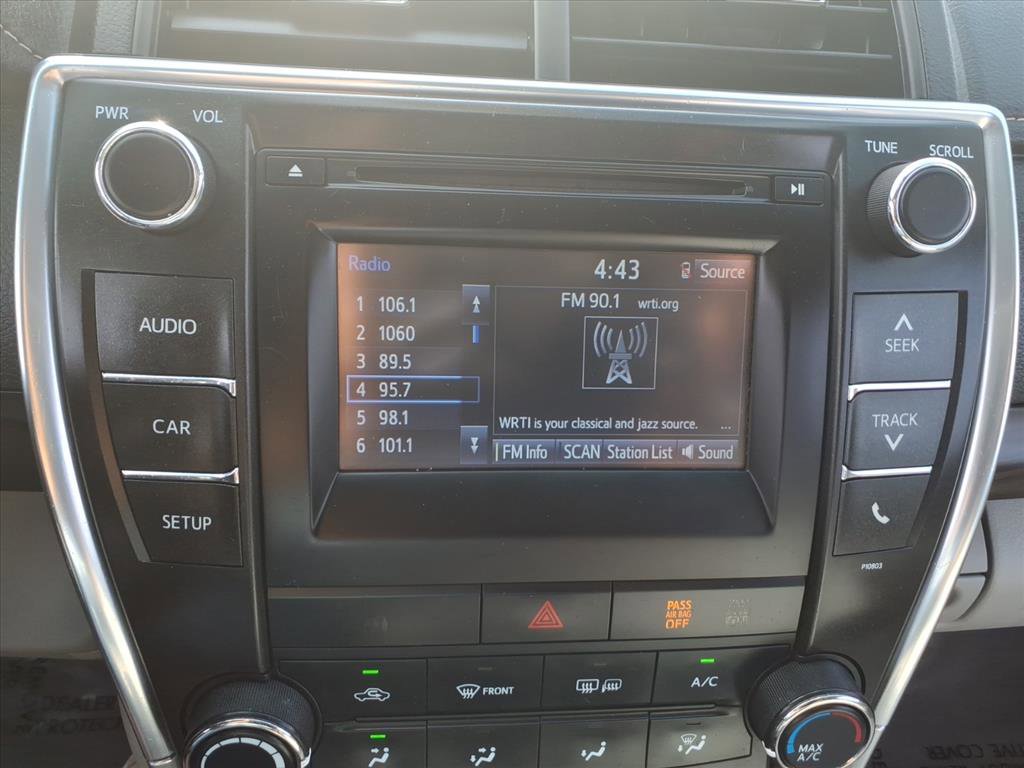 PWR VOL
TUNE SCROLL
Radio 4:43 Source
1 106.1
2 1060
3 89.5
4 95.7
5 98.1
6 101.1
FM 90.1 wrti.org
WRTI is your classical and jazz source. ...
FM Info SCAN Station List Sound
AUDIO
CAR
SETUP
SEEK
TRACK
P10803
PASS
AIR BAG
OFF
FRONT
A/C
MAX
A/C
DEALER